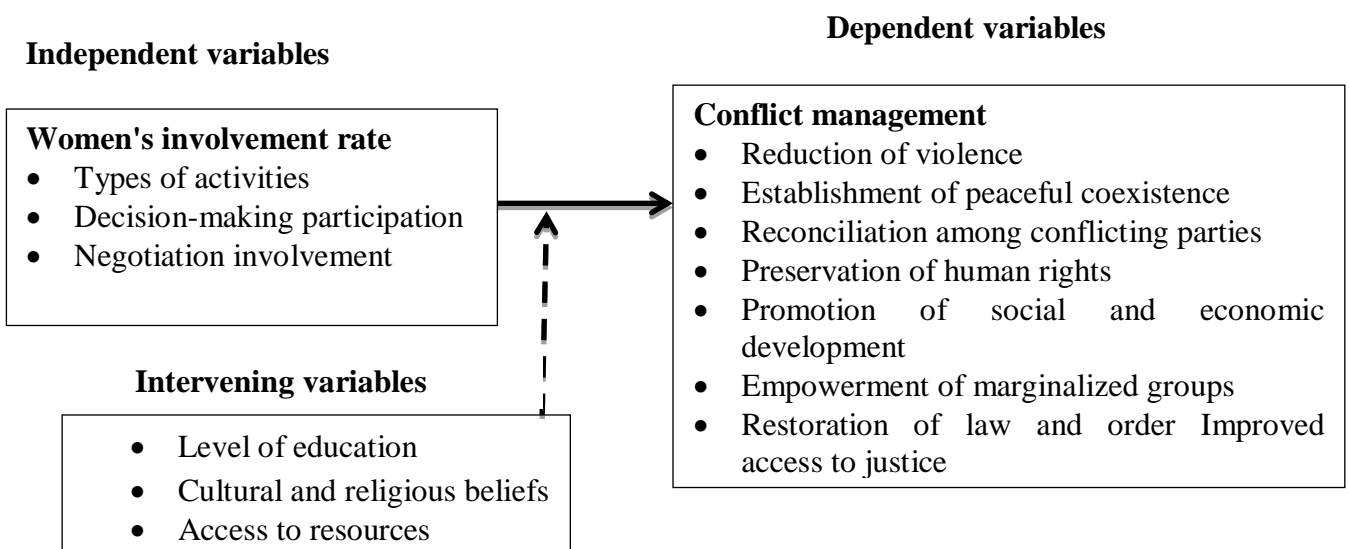 Independent variables
Women's involvement rate
• Types of activities
• Decision-making participation
• Negotiation involvement
Intervening variables
• Level of education
• Cultural and religious beliefs
• Access to resources
Dependent variables
Conflict management
• Reduction of violence
• Establishment of peaceful coexistence
• Reconciliation among conflicting parties
• Preservation of human rights
• Promotion of social and economic
development
• Empowerment of marginalized groups
• Restoration of law and order Improved
access to justice